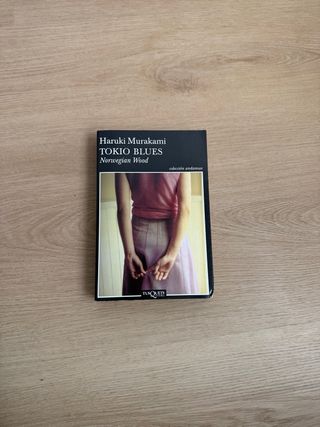 Haruki Murakami
TOKIO BLUES
Norwegian Wood
colección andanzas
TUSQUETS